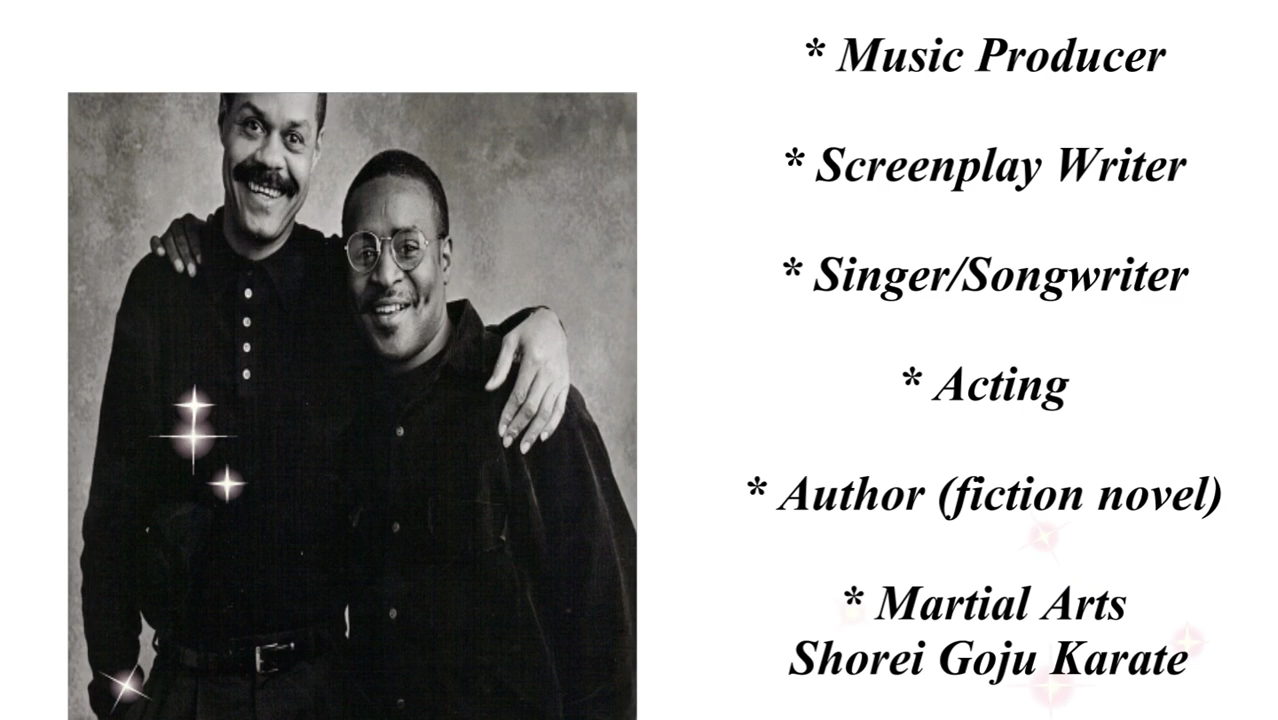 * Music Producer
* Screenplay Writer
* Singer/Songwriter
* Acting
* Author (fiction novel)
* Martial Arts
Shorei Goju Karate